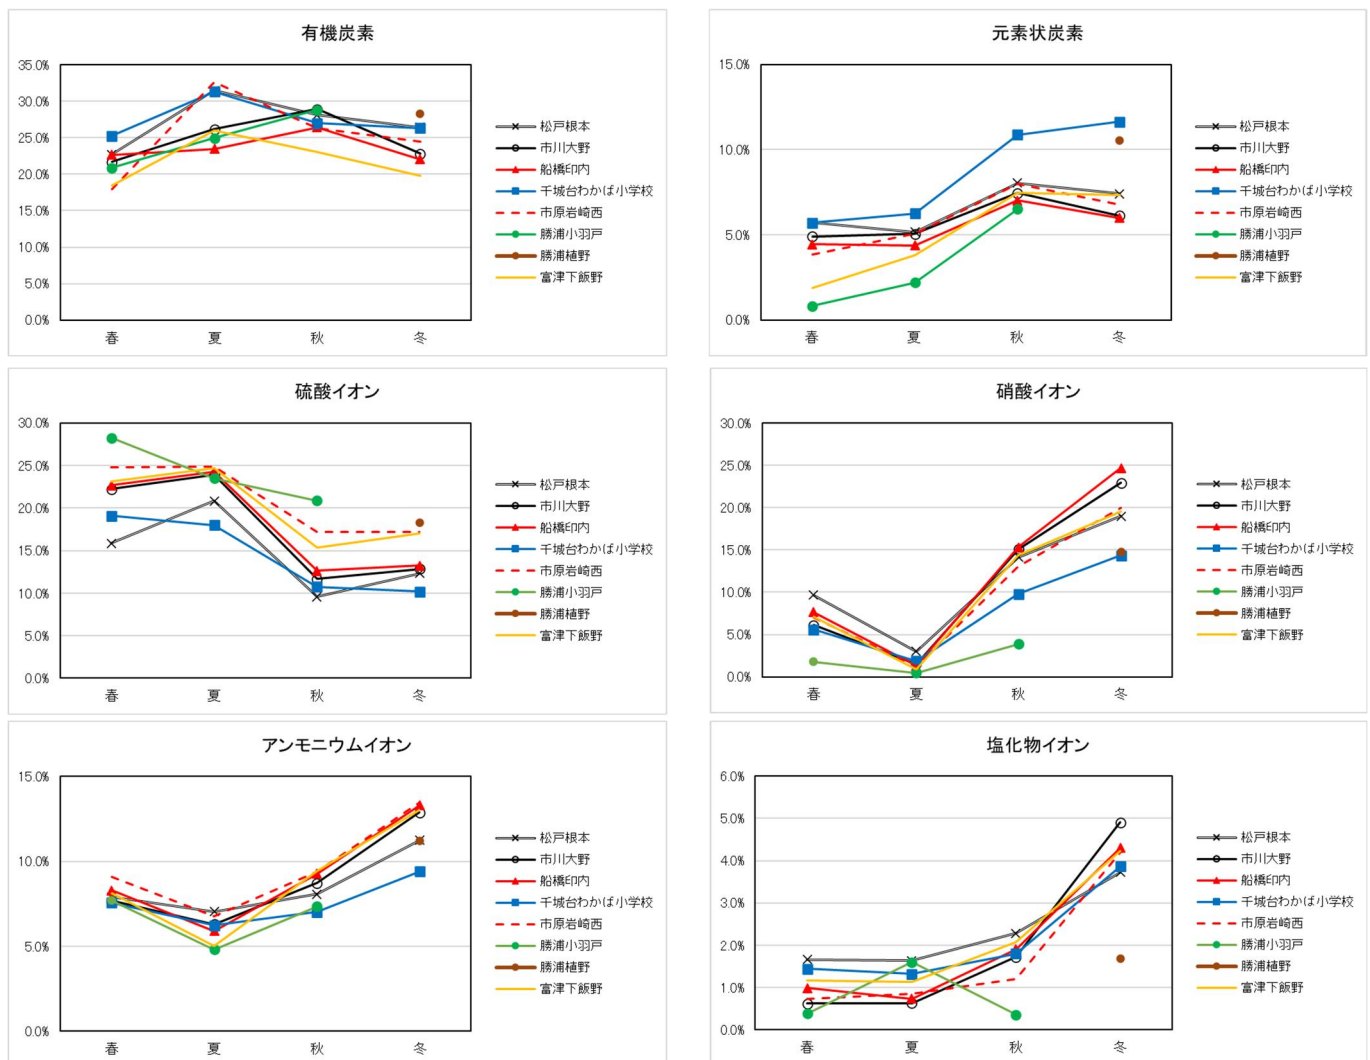 有機炭素
35.0%
30.0%
25.0%
20.0%
15.0%
10.0%
5.0%
0.0%
春 夏 秋 冬
松戸根本
市川大野
船橋印内
千城台わかば小学校
市原岩崎西
勝浦小羽戸
勝浦植野
富津下飯野
元素状炭素
15.0%
10.0%
5.0%
0.0%
春 夏 秋 冬
松戸根本
市川大野
船橋印内
千城台わかば小学校
市原岩崎西
勝浦小羽戸
勝浦植野
富津下飯野
硫酸イオン
30.0%
25.0%
20.0%
15.0%
10.0%
5.0%
0.0%
春 夏 秋 冬
松戸根本
市川大野
船橋印内
千城台わかば小学校
市原岩崎西
勝浦小羽戸
勝浦植野
富津下飯野
硝酸イオン
30.0%
25.0%
20.0%
15.0%
10.0%
5.0%
0.0%
春 夏 秋 冬
松戸根本
市川大野
船橋印内
千城台わかば小学校
市原岩崎西
勝浦小羽戸
勝浦植野
富津下飯野
アンモニウムイオン
15.0%
10.0%
5.0%
0.0%
春 夏 秋 冬
松戸根本
市川大野
船橋印内
千城台わかば小学校
市原岩崎西
勝浦小羽戸
勝浦植野
富津下飯野
塩化物イオン
6.0%
5.0%
4.0%
3.0%
2.0%
1.0%
0.0%
春 夏 秋 冬
松戸根本
市川大野
船橋印内
千城台わかば小学校
市原岩崎西
勝浦小羽戸
勝浦植野
富津下飯野